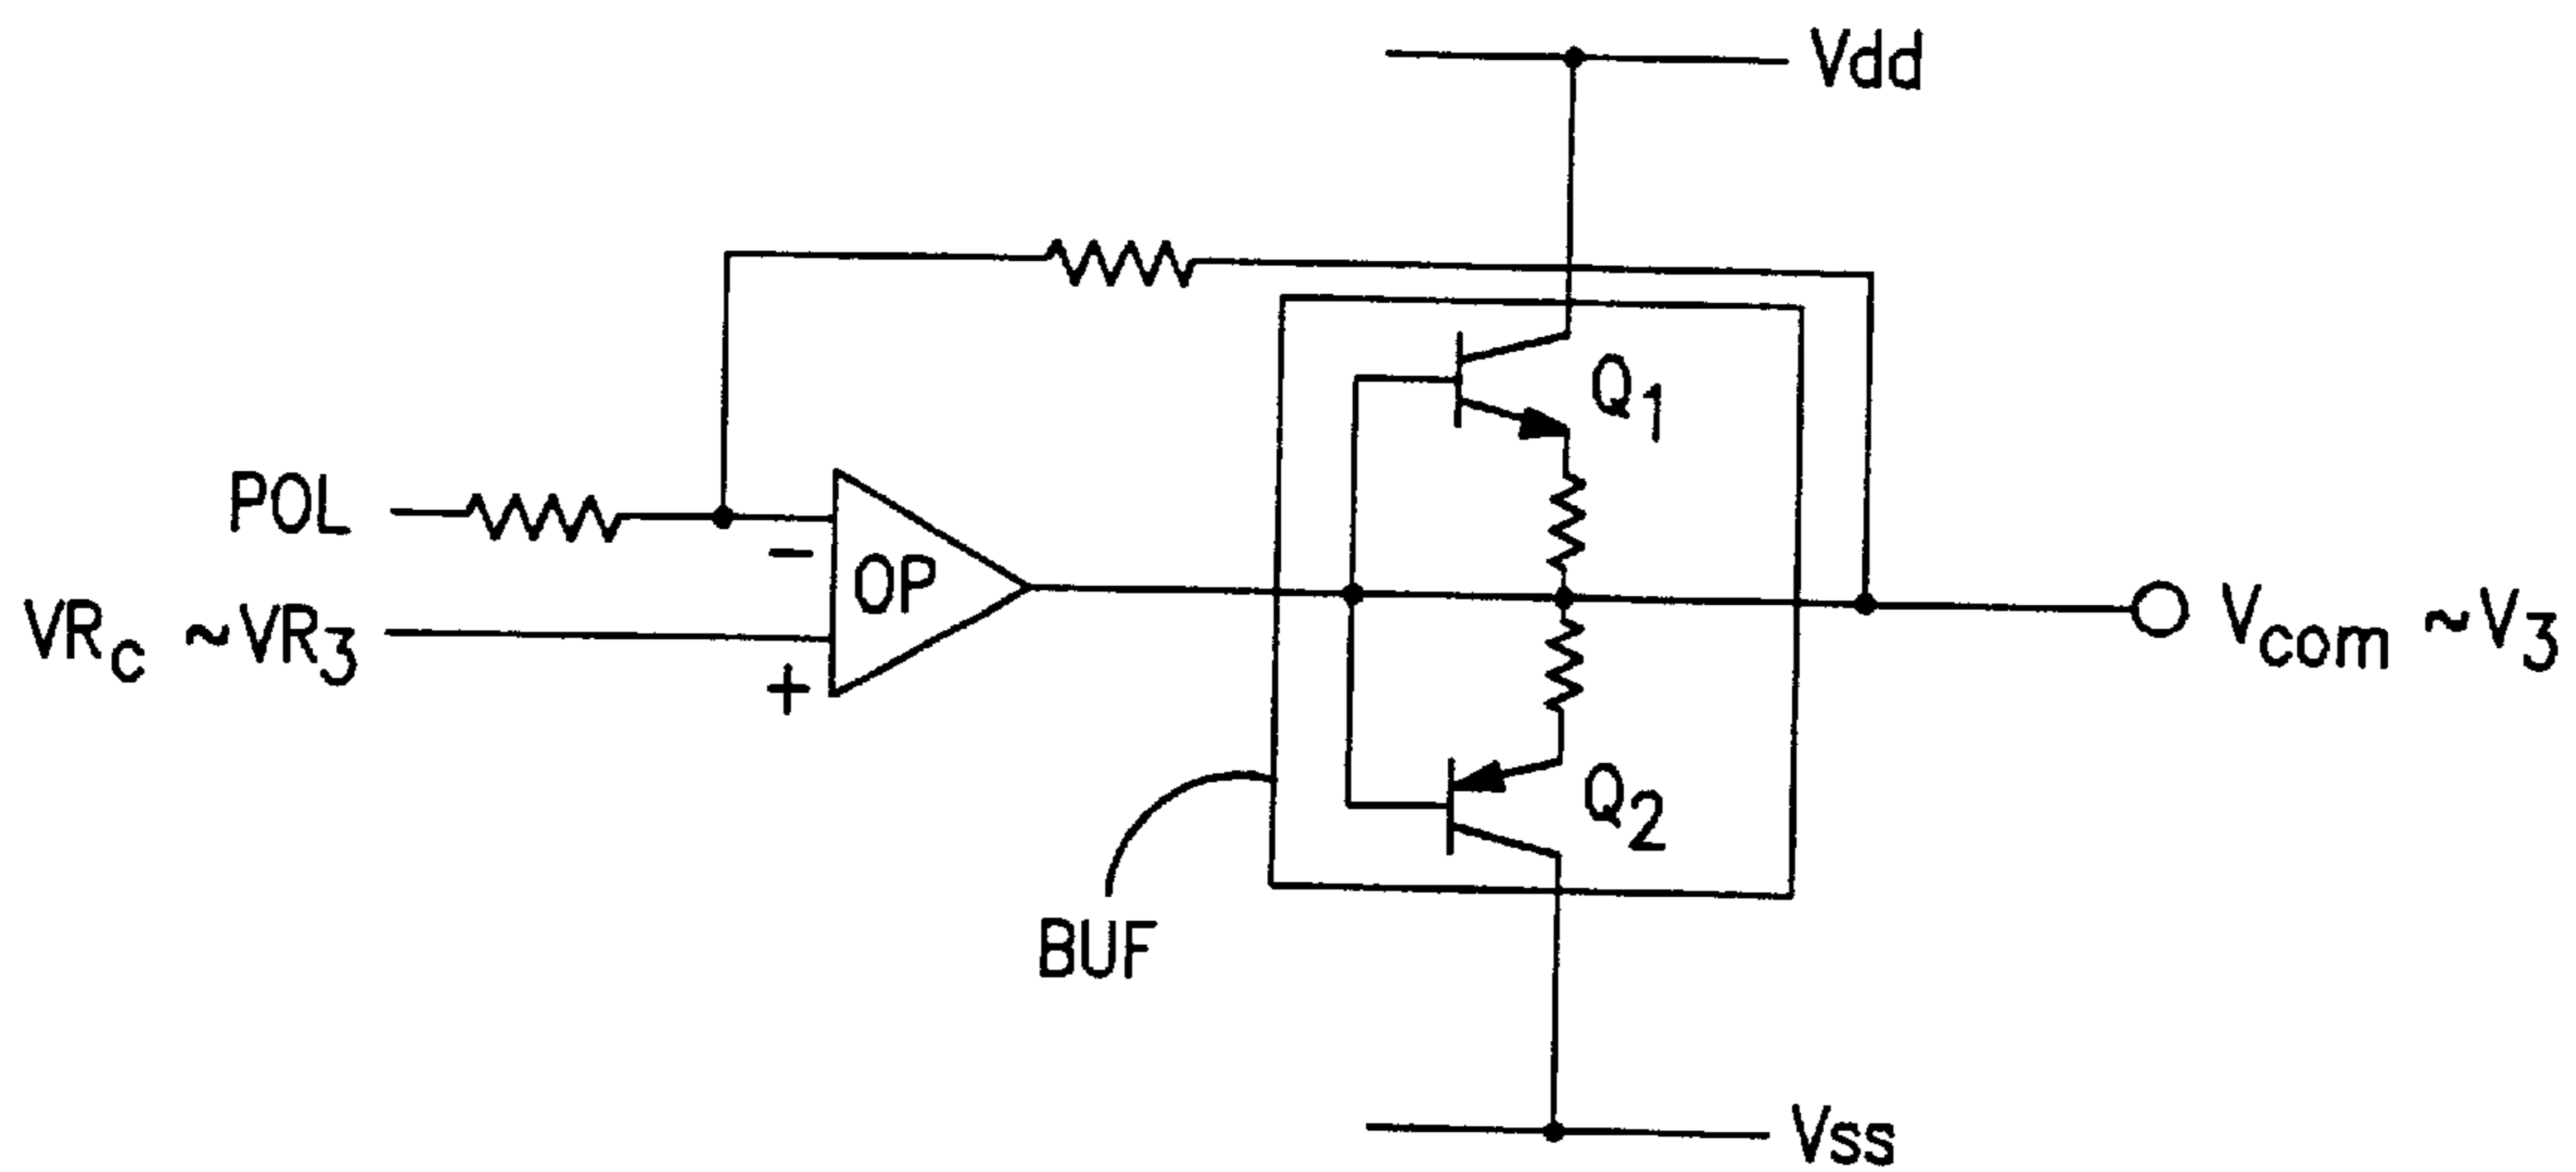 Vdd
Q1
POL
−
OP
VRc ~VR3
+
Vcom ~V3
Q2
BUF
Vss